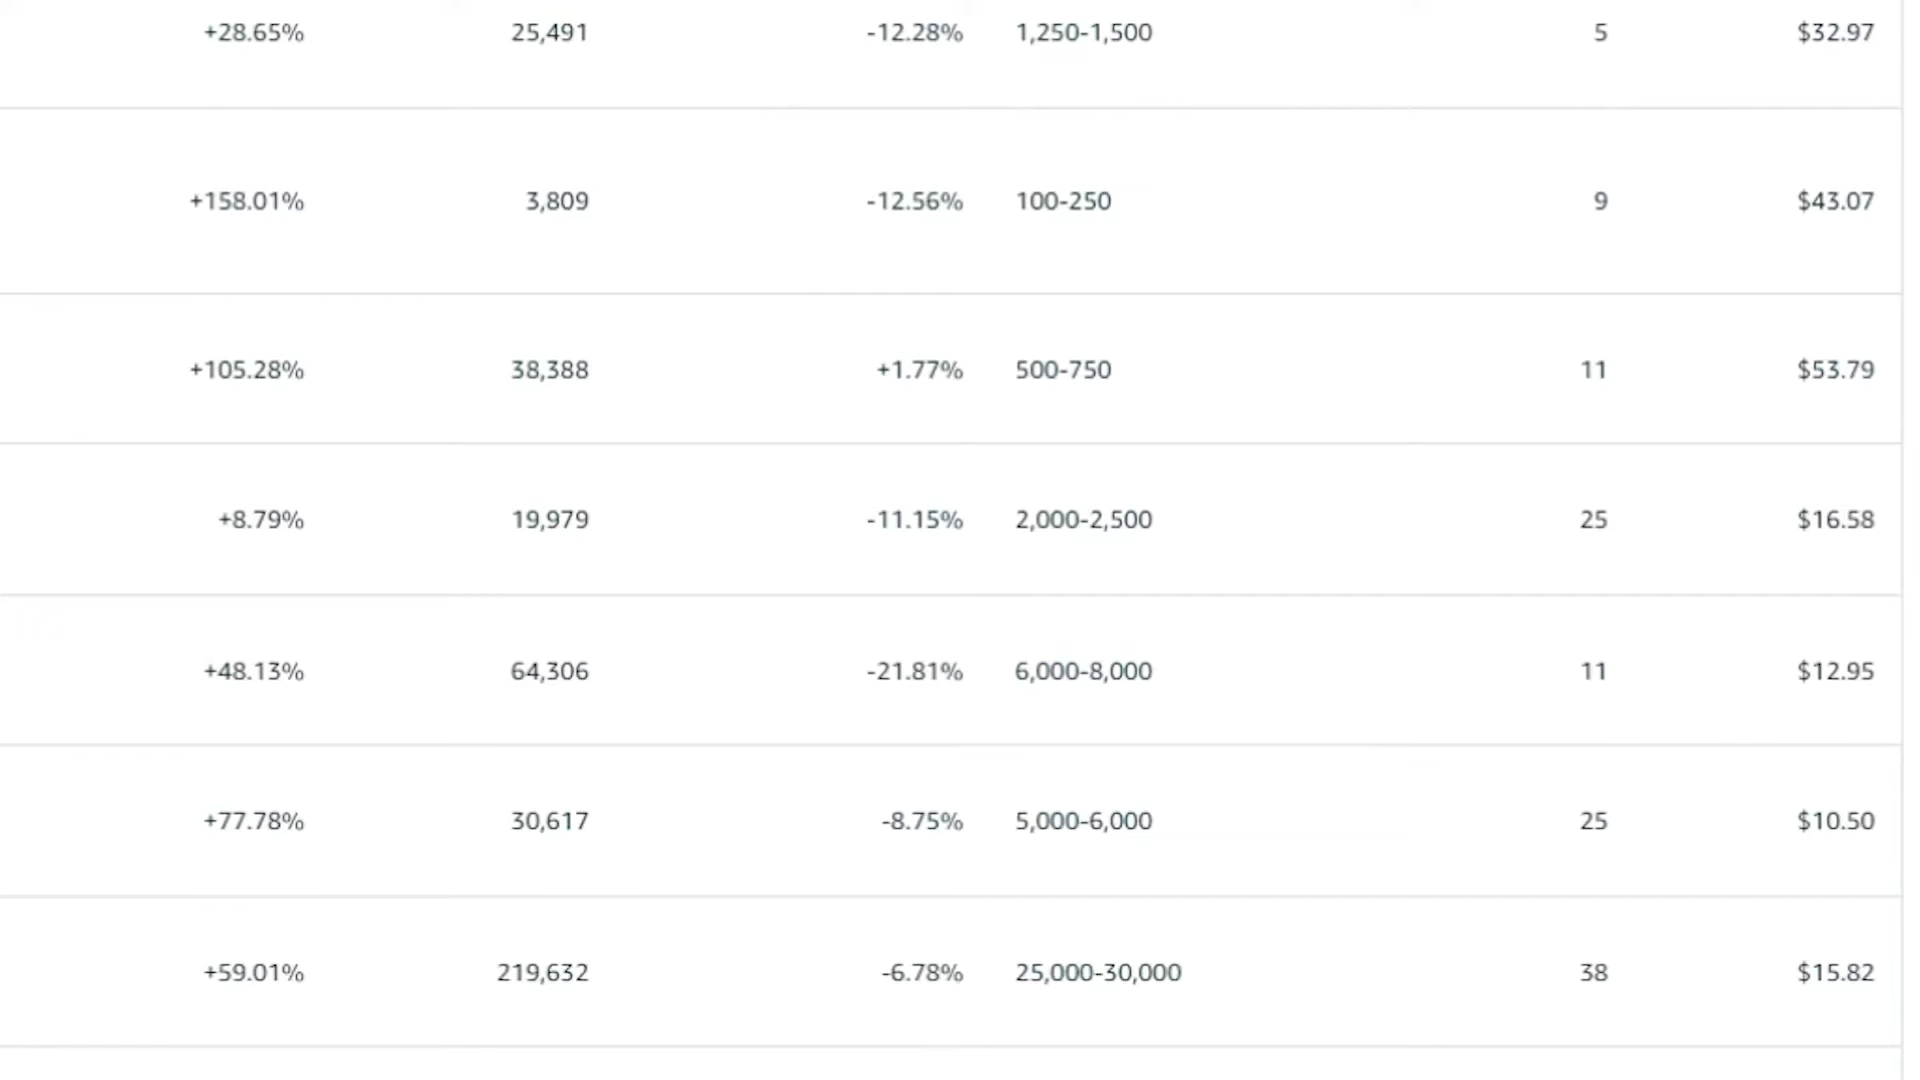 +28.65% 25,491 -12.28% 1,250-1,500 5 $32.97
+158.01% 3,809 -12.56% 100-250 9 $43.07
+105.28% 38,388 +1.77% 500-750 11 $53.79
+8.79% 19,979 -11.15% 2,000-2,500 25 $16.58
+48.13% 64,306 -21.81% 6,000-8,000 11 $12.95
+77.78% 30,617 -8.75% 5,000-6,000 25 $10.50
+59.01% 219,632 -6.78% 25,000-30,000 38 $15.82